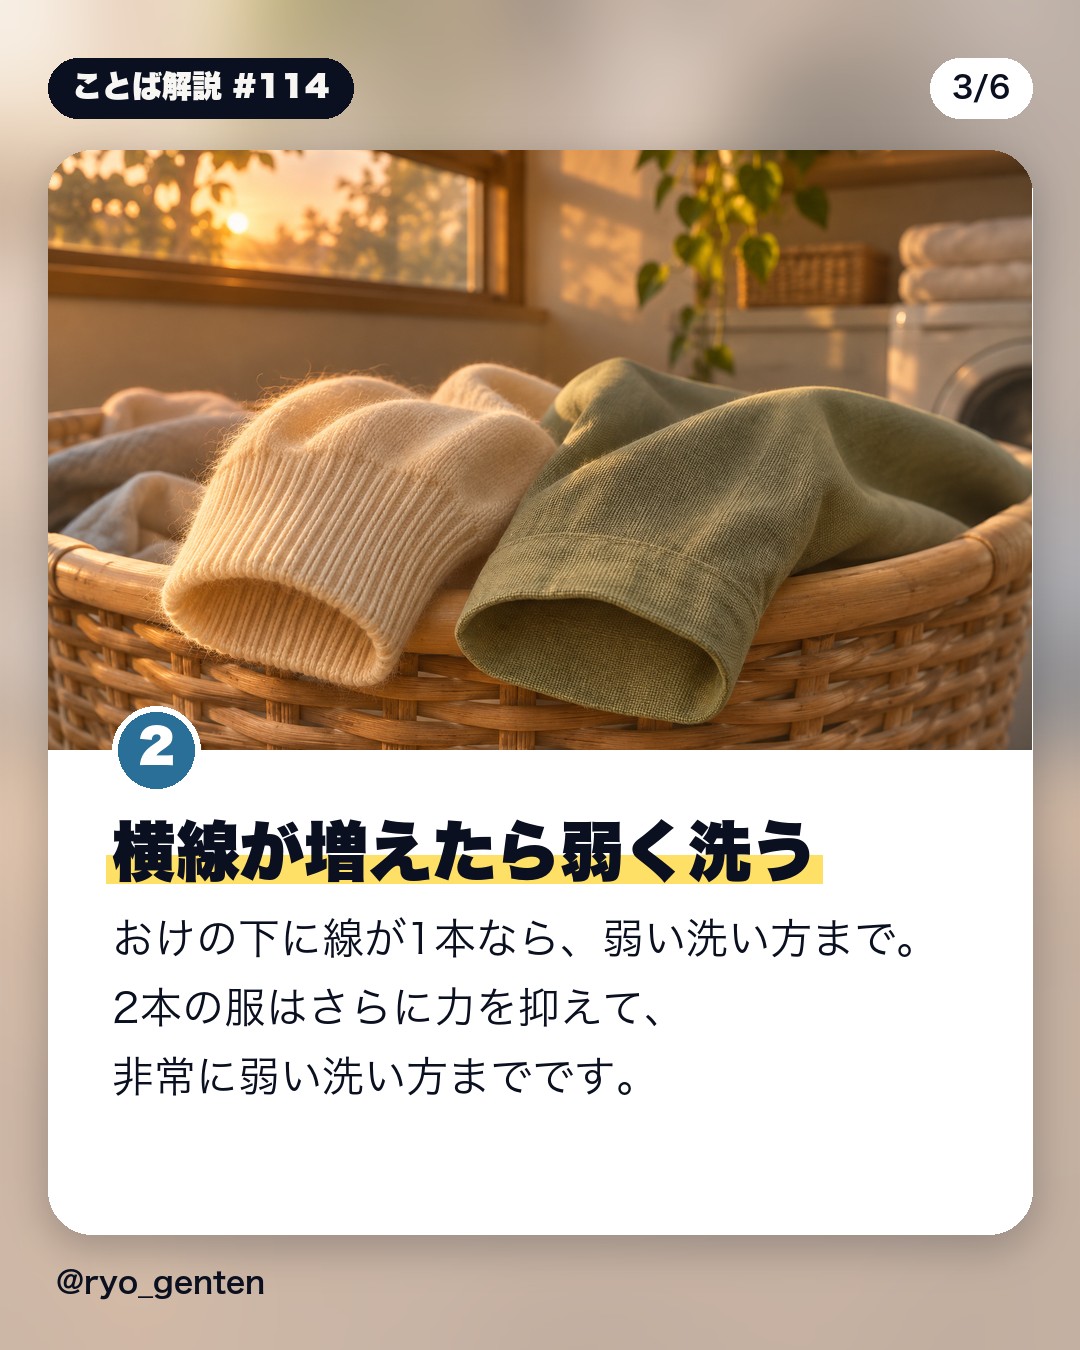 ことば解説 #114
3/6
2
横線が増えたら弱く洗う
おけの下に線が1本なら、弱い洗い方まで。
2本の服はさらに力を抑えて、
非常に弱い洗い方までです。
@ryo_genten